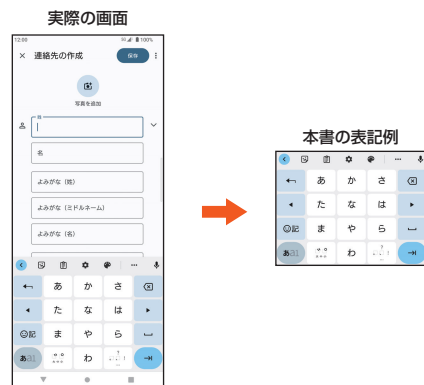 実際の画面
12:00 100%
連絡先の作成 保存
写真を追加
姓
名
よみがな (姓)
よみがな (ミドルネーム)
よみがな (名)
あ か さ
た な は
記 ま や ら
あa1 わ 、。?!
本書の表記例
あ か さ
た な は
記 ま や ら
あa1 わ 、。?!